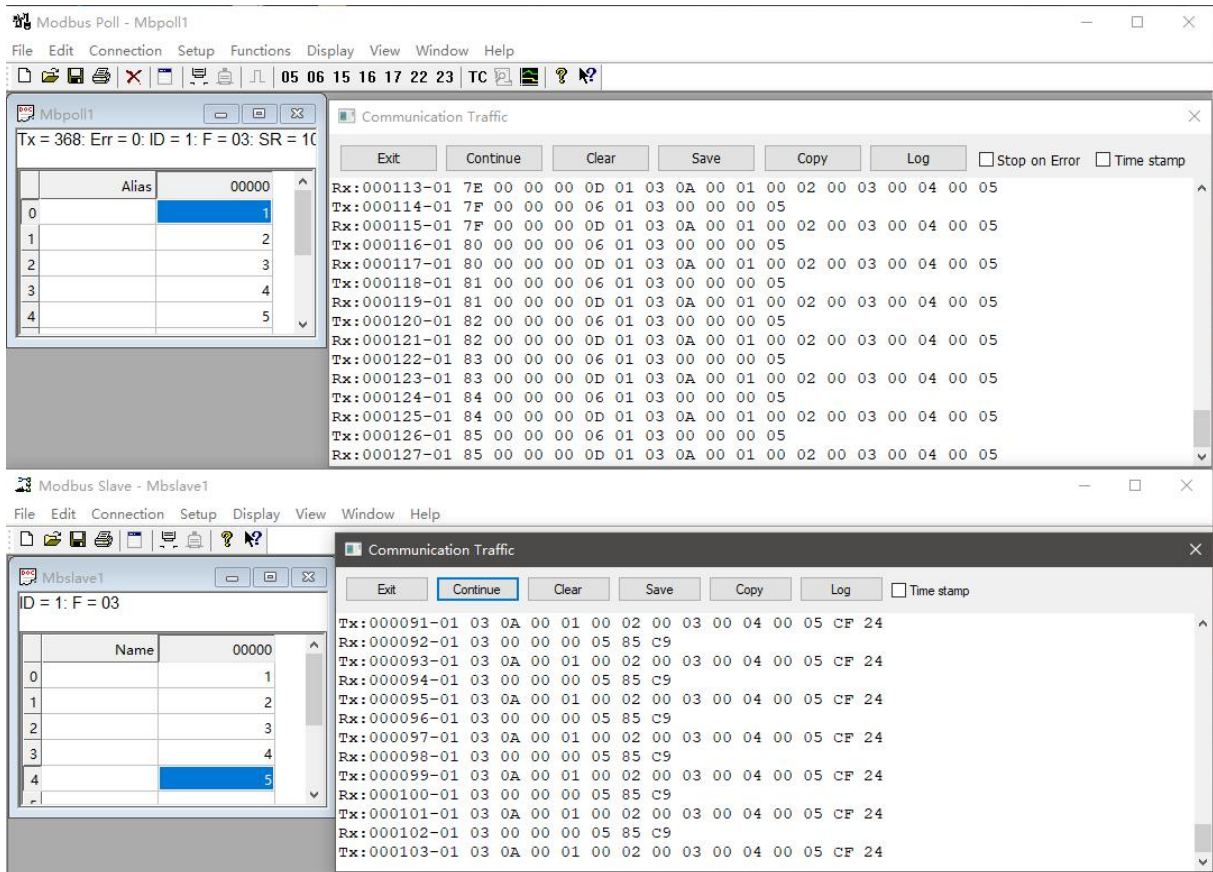 Modbus Poll - Mbpoll1
File Edit Connection Setup Functions Display View Window Help
05 06 15 16 17 22 23 TC
Mbpoll1
Tx = 368: Err = 0: ID = 1: F = 03: SR = 10
Alias 00000
0 1
1 2
2 3
3 4
4 5
Communication Traffic
Exit Continue Clear Save Copy Log Stop on Error Time stamp
Rx:000113-01 7E 00 00 00 0D 01 03 0A 00 01 00 02 00 03 00 04 00 05
Tx:000114-01 7F 00 00 00 06 01 03 00 00 00 05
Rx:000115-01 7F 00 00 00 0D 01 03 0A 00 01 00 02 00 03 00 04 00 05
Tx:000116-01 80 00 00 00 06 01 03 00 00 00 05
Rx:000117-01 80 00 00 00 0D 01 03 0A 00 01 00 02 00 03 00 04 00 05
Tx:000118-01 81 00 00 00 06 01 03 00 00 00 05
Rx:000119-01 81 00 00 00 0D 01 03 0A 00 01 00 02 00 03 00 04 00 05
Tx:000120-01 82 00 00 00 06 01 03 00 00 00 05
Rx:000121-01 82 00 00 00 0D 01 03 0A 00 01 00 02 00 03 00 04 00 05
Tx:000122-01 83 00 00 00 06 01 03 00 00 00 05
Rx:000123-01 83 00 00 00 0D 01 03 0A 00 01 00 02 00 03 00 04 00 05
Tx:000124-01 84 00 00 00 06 01 03 00 00 00 05
Rx:000125-01 84 00 00 00 0D 01 03 0A 00 01 00 02 00 03 00 04 00 05
Tx:000126-01 85 00 00 00 06 01 03 00 00 00 05
Rx:000127-01 85 00 00 00 0D 01 03 0A 00 01 00 02 00 03 00 04 00 05
Modbus Slave - Mbslave1
File Edit Connection Setup Display View Window Help
Mbslave1
ID = 1: F = 03
Name 00000
0 1
1 2
2 3
3 4
4 5
Communication Traffic
Exit Continue Clear Save Copy Log Time stamp
Tx:000091-01 03 0A 00 01 00 02 00 03 00 04 00 05 CF 24
Rx:000092-01 03 00 00 00 05 85 C9
Tx:000093-01 03 0A 00 01 00 02 00 03 00 04 00 05 CF 24
Rx:000094-01 03 00 00 00 05 85 C9
Tx:000095-01 03 0A 00 01 00 02 00 03 00 04 00 05 CF 24
Rx:000096-01 03 00 00 00 05 85 C9
Tx:000097-01 03 0A 00 01 00 02 00 03 00 04 00 05 CF 24
Rx:000098-01 03 00 00 00 05 85 C9
Tx:000099-01 03 0A 00 01 00 02 00 03 00 04 00 05 CF 24
Rx:000100-01 03 00 00 00 05 85 C9
Tx:000101-01 03 0A 00 01 00 02 00 03 00 04 00 05 CF 24
Rx:000102-01 03 00 00 00 05 85 C9
Tx:000103-01 03 0A 00 01 00 02 00 03 00 04 00 05 CF 24